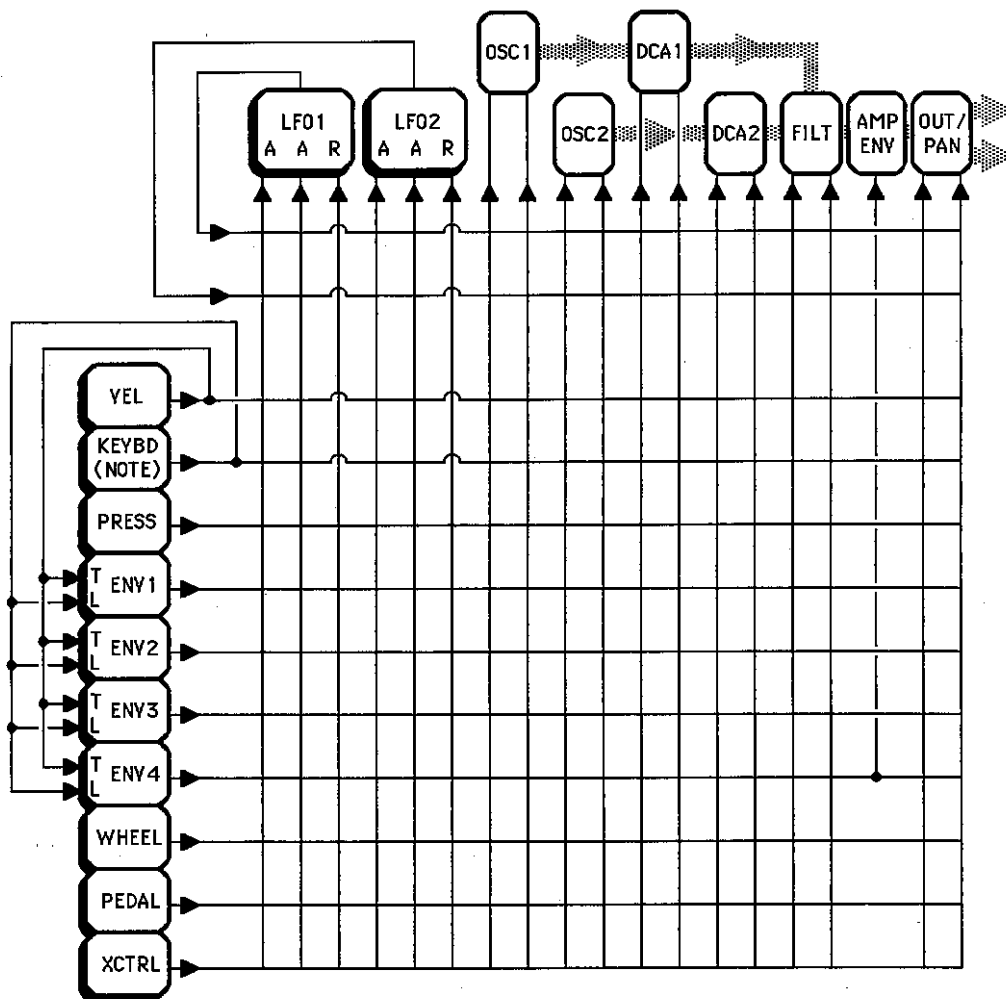 OSC1
DCA1
LFO1
A A R
LFO2
A A R
OSC2
DCA2
FILT
AMP
ENV
OUT/
PAN
VEL
KEYBD
(NOTE)
PRESS
T
ENV1
L
T
ENV2
L
T
ENV3
L
T
ENV4
L
WHEEL
PEDAL
XCTRL